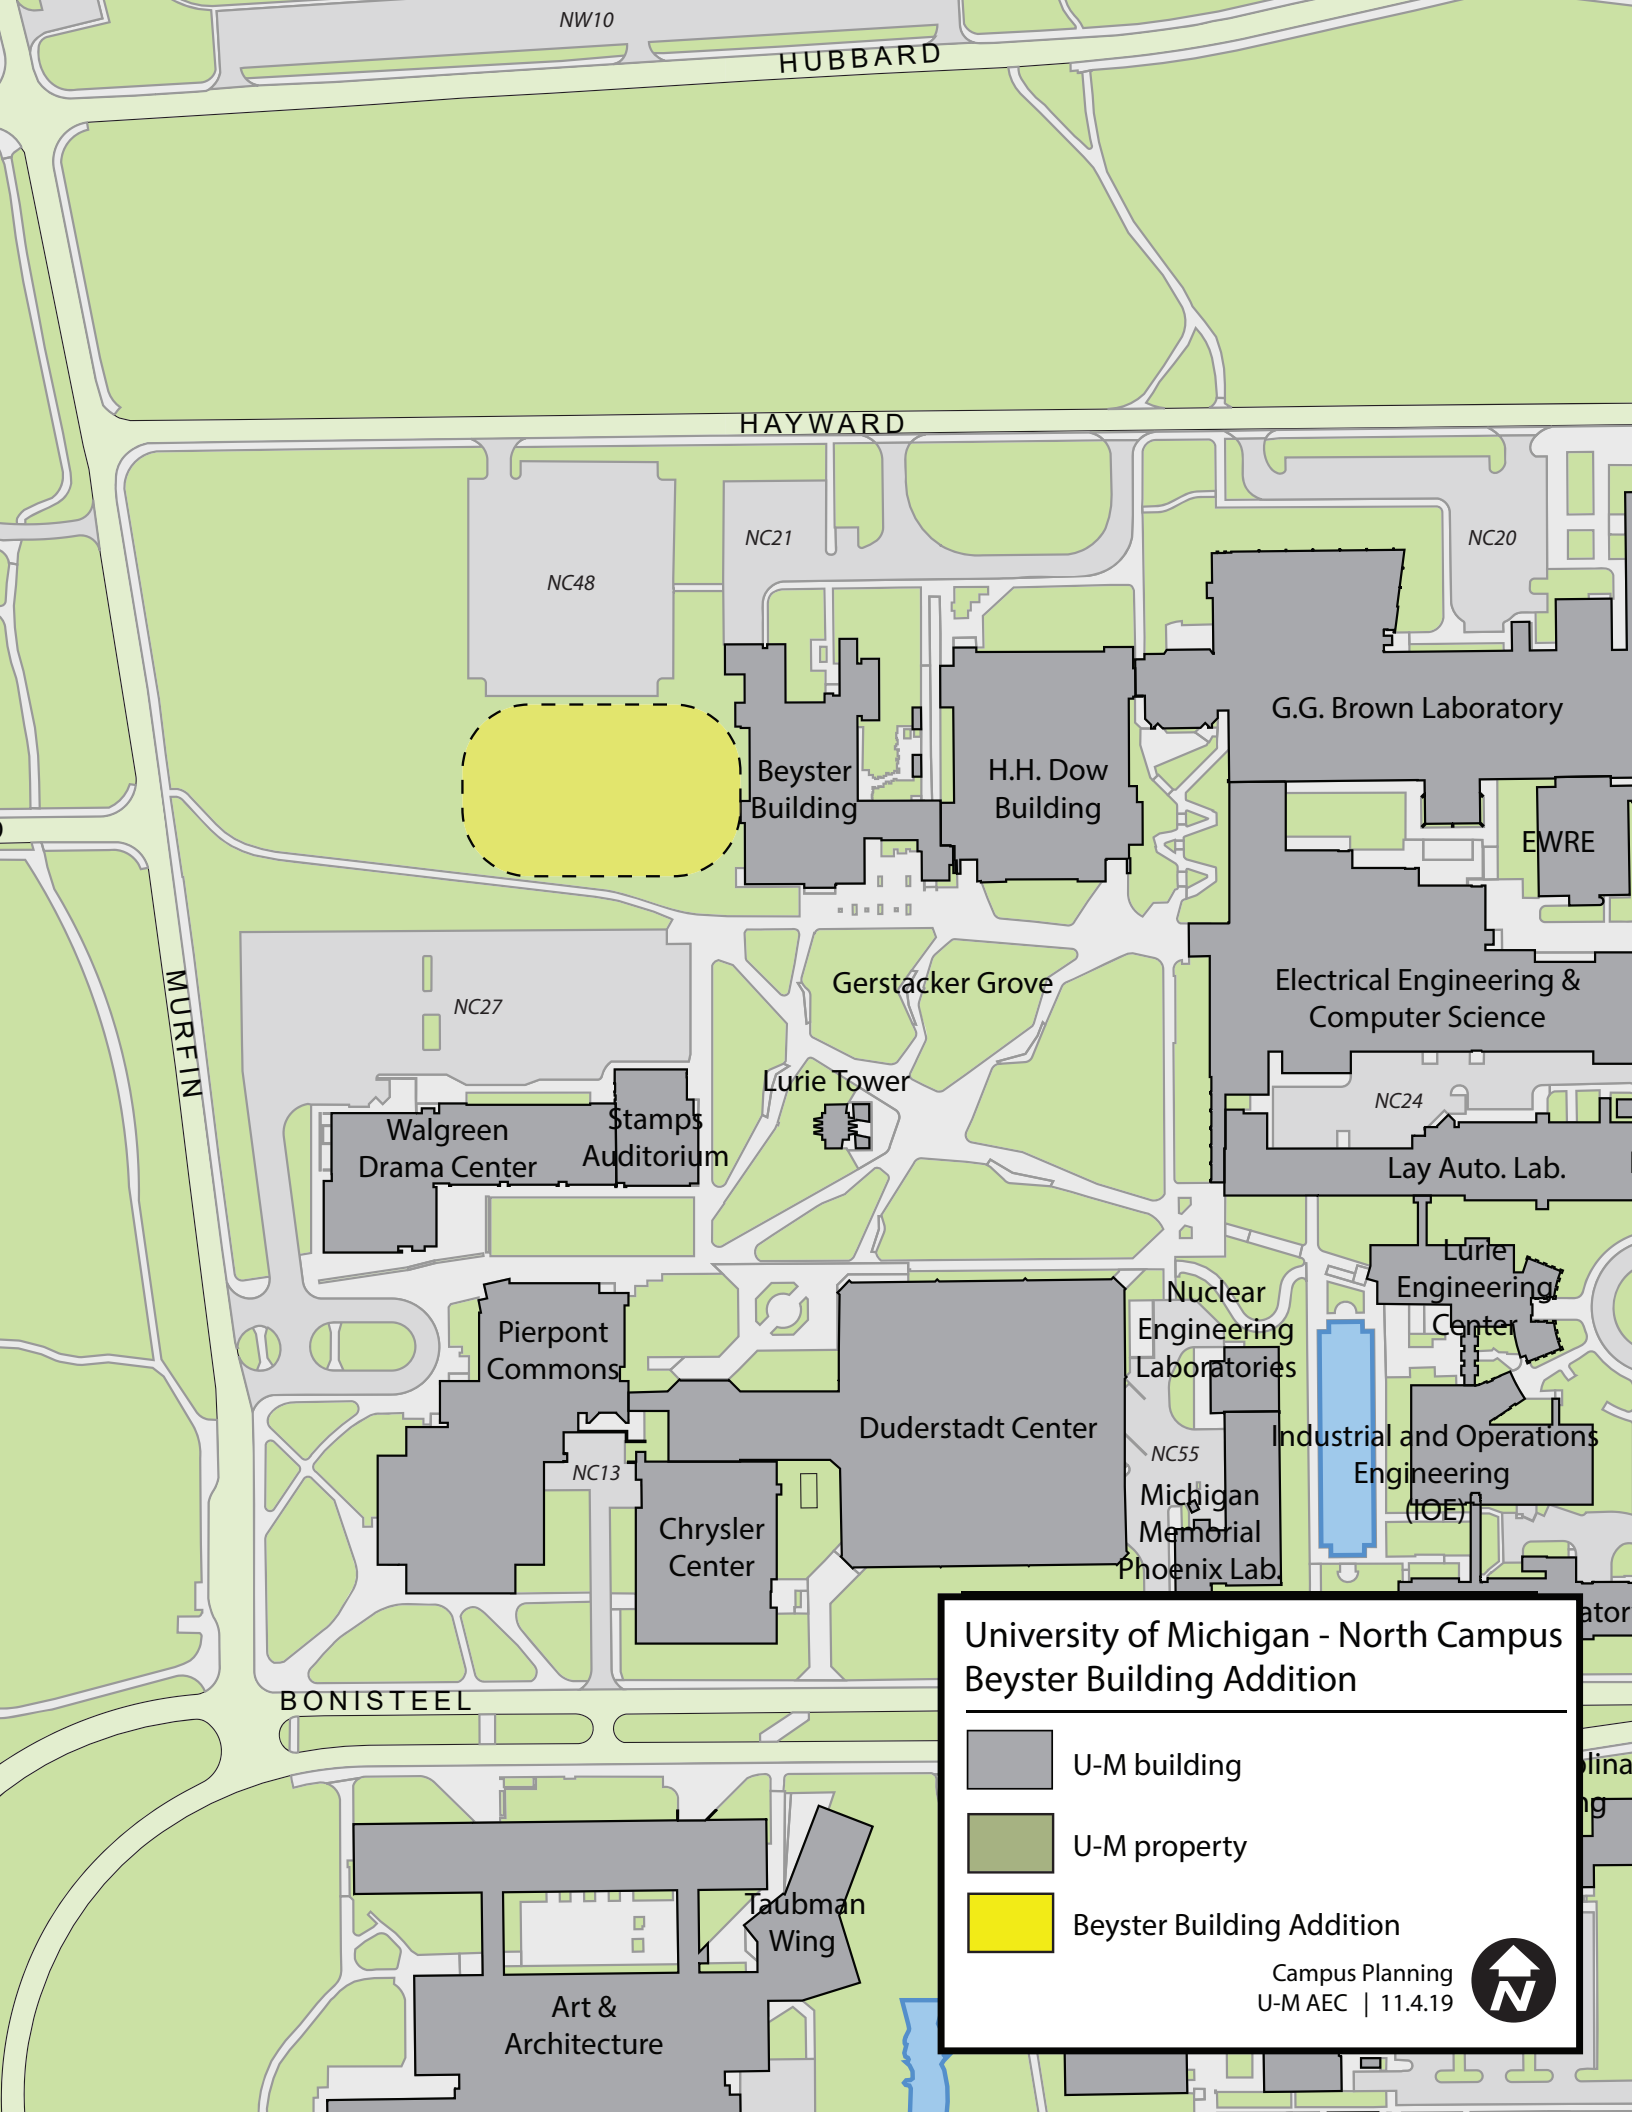 NW10
HUBBARD
HAYWARD
NC21
NC20
NC48
G.G. Brown Laboratory
Beyster
Building
H.H. Dow
Building
EWRE
MURFIN
NC27
Gerstacker Grove
Electrical Engineering &
Computer Science
Lurie Tower
NC24
Walgreen
Drama Center
Stamps
Auditorium
Lay Auto. Lab.
Lurie
Engineering
Center
Nuclear
Engineering
Laboratories
Pierpont
Commons
Duderstadt Center
NC55
Industrial and Operations
Engineering
(IOE)
NC13
Chrysler
Center
Michigan
Memorial
Phoenix Lab.
BONISTEEL
University of Michigan - North Campus
Beyster Building Addition
U-M building
U-M property
Beyster Building Addition
Campus Planning
U-M AEC | 11.4.19
N
Taubman
Wing
Art &
Architecture